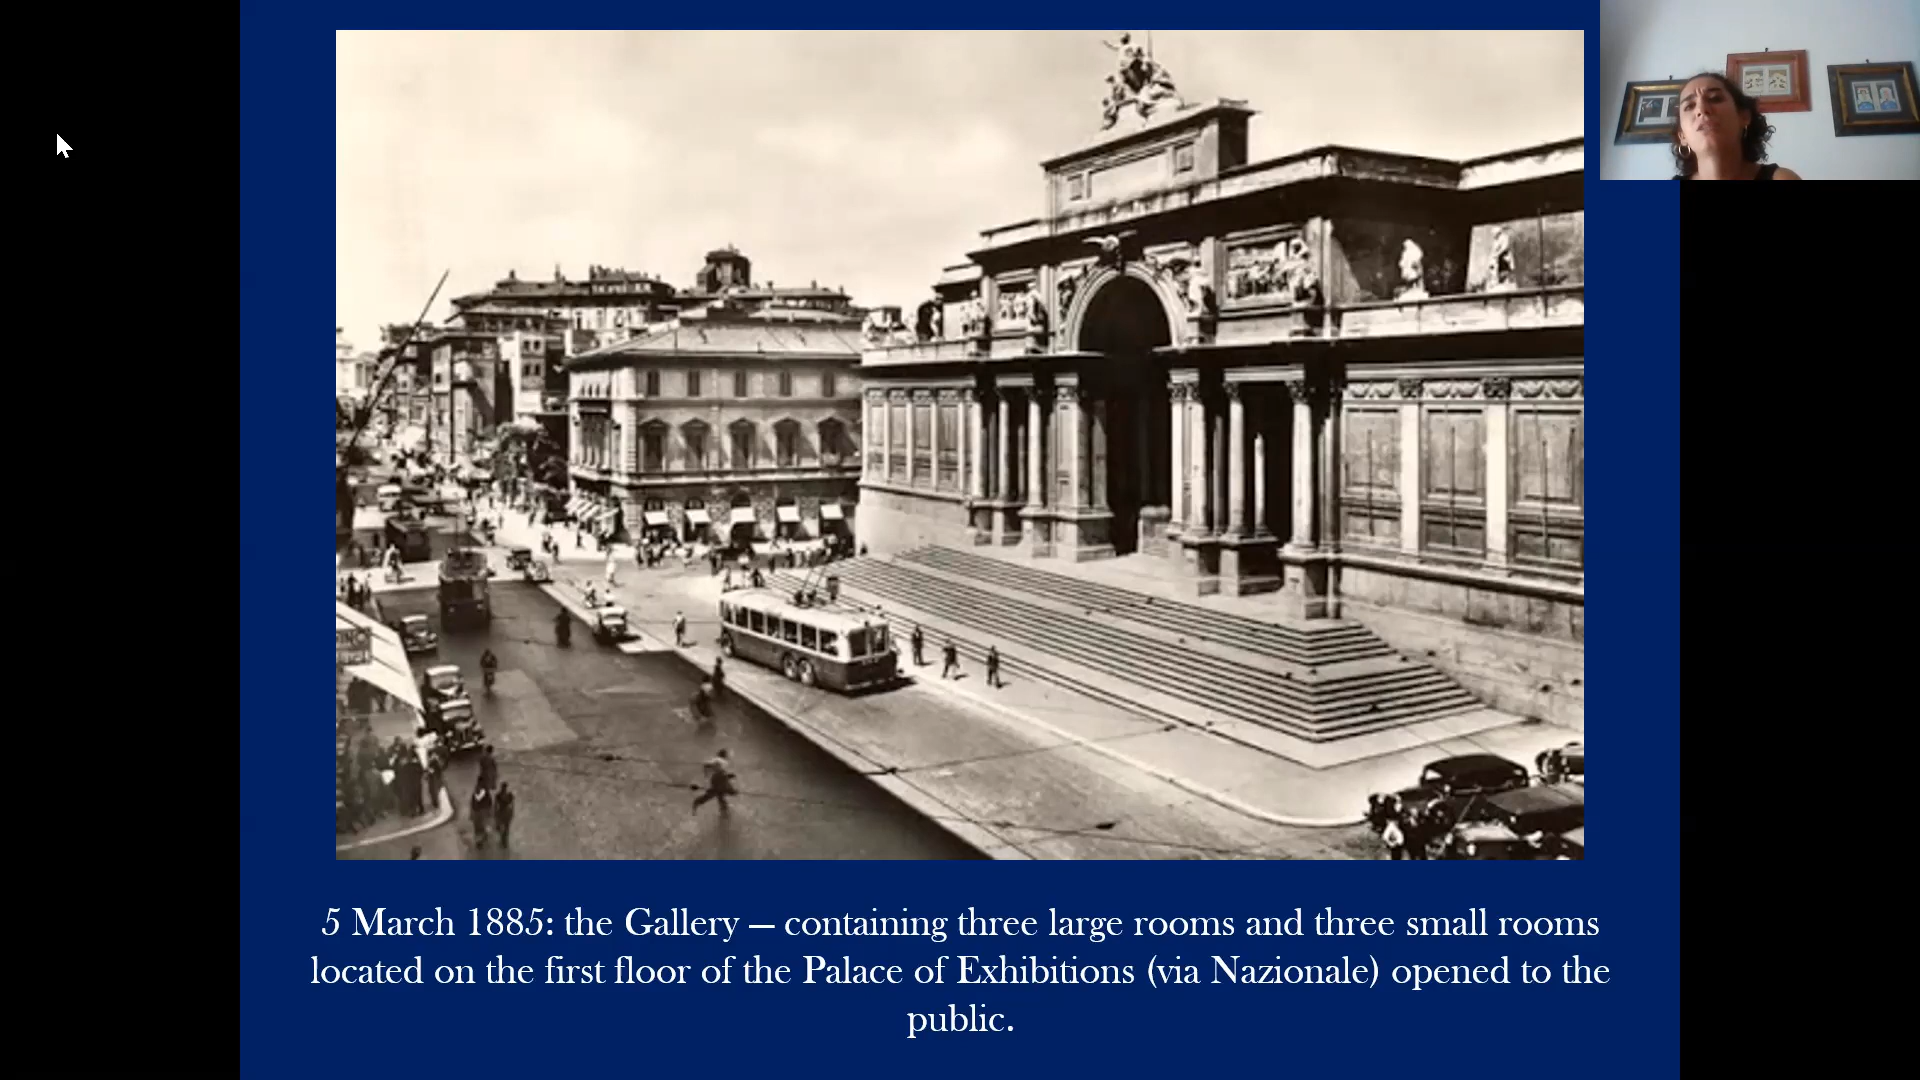 5 March 1885: the Gallery – containing three large rooms and three small rooms
located on the first floor of the Palace of Exhibitions (via Nazionale) opened to the
public.